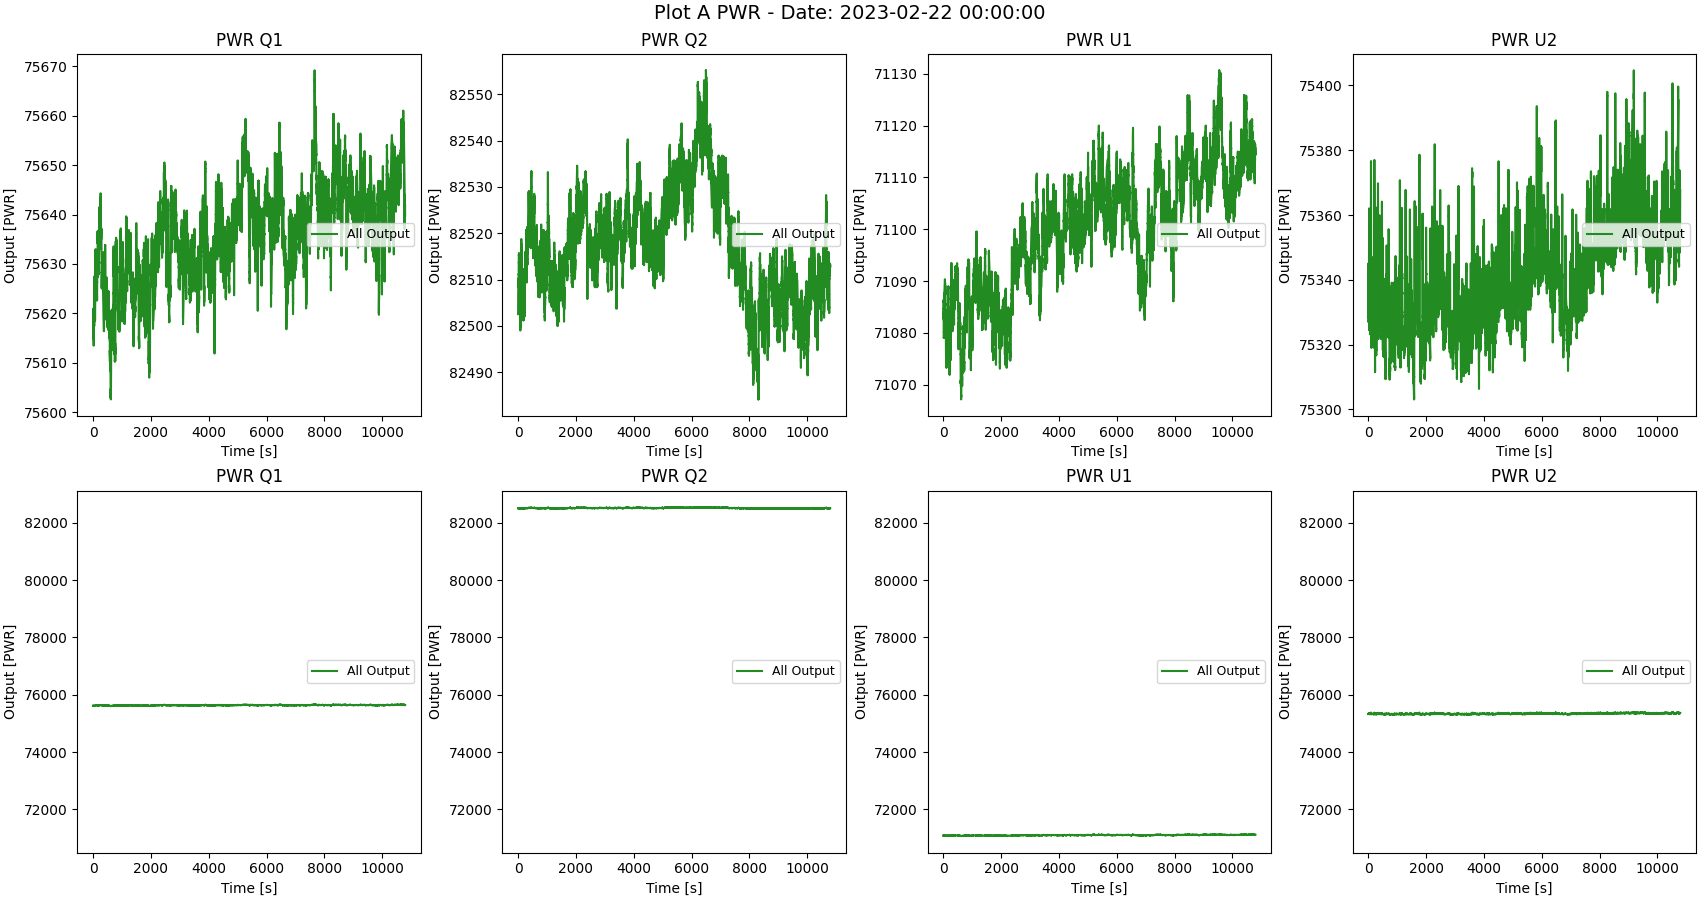 Plot A PWR - Date: 2023-02-22 00:00:00
PWR Q1
Output [PWR]
75670
75660
75650
75640
75630
75620
75610
75600
0 2000 4000 6000 8000 10000
Time [s]
All Output
PWR Q2
Output [PWR]
82550
82540
82530
82520
82510
82500
82490
0 2000 4000 6000 8000 10000
Time [s]
All Output
PWR U1
Output [PWR]
71130
71120
71110
71100
71090
71080
71070
0 2000 4000 6000 8000 10000
Time [s]
All Output
PWR U2
Output [PWR]
75400
75380
75360
75340
75320
75300
0 2000 4000 6000 8000 10000
Time [s]
All Output
PWR Q1
Output [PWR]
82000
80000
78000
76000
74000
72000
0 2000 4000 6000 8000 10000
Time [s]
All Output
PWR Q2
Output [PWR]
82000
80000
78000
76000
74000
72000
0 2000 4000 6000 8000 10000
Time [s]
All Output
PWR U1
Output [PWR]
82000
80000
78000
76000
74000
72000
0 2000 4000 6000 8000 10000
Time [s]
All Output
PWR U2
Output [PWR]
82000
80000
78000
76000
74000
72000
0 2000 4000 6000 8000 10000
Time [s]
All Output